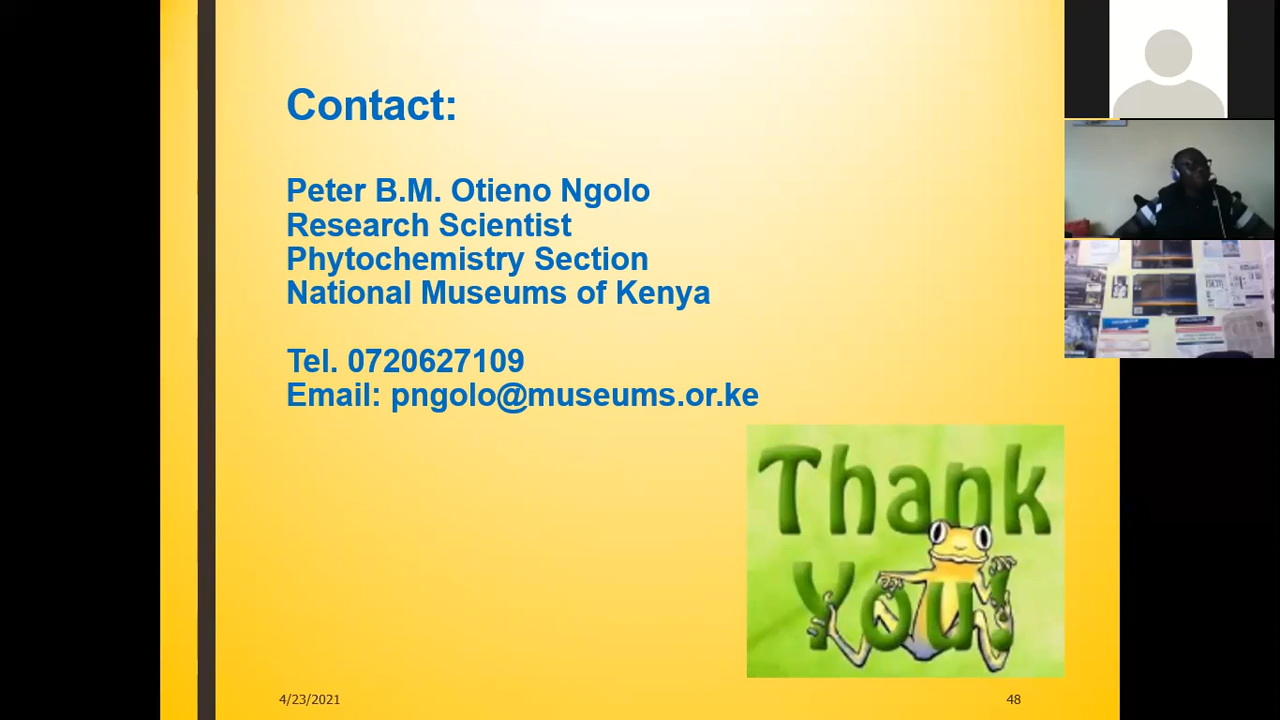 Contact:
Peter B.M. Otieno Ngolo
Research Scientist
Phytochemistry Section
National Museums of Kenya
Tel. 0720627109
Email: pngolo@museums.or.ke
Thank
You!
4/23/2021
48